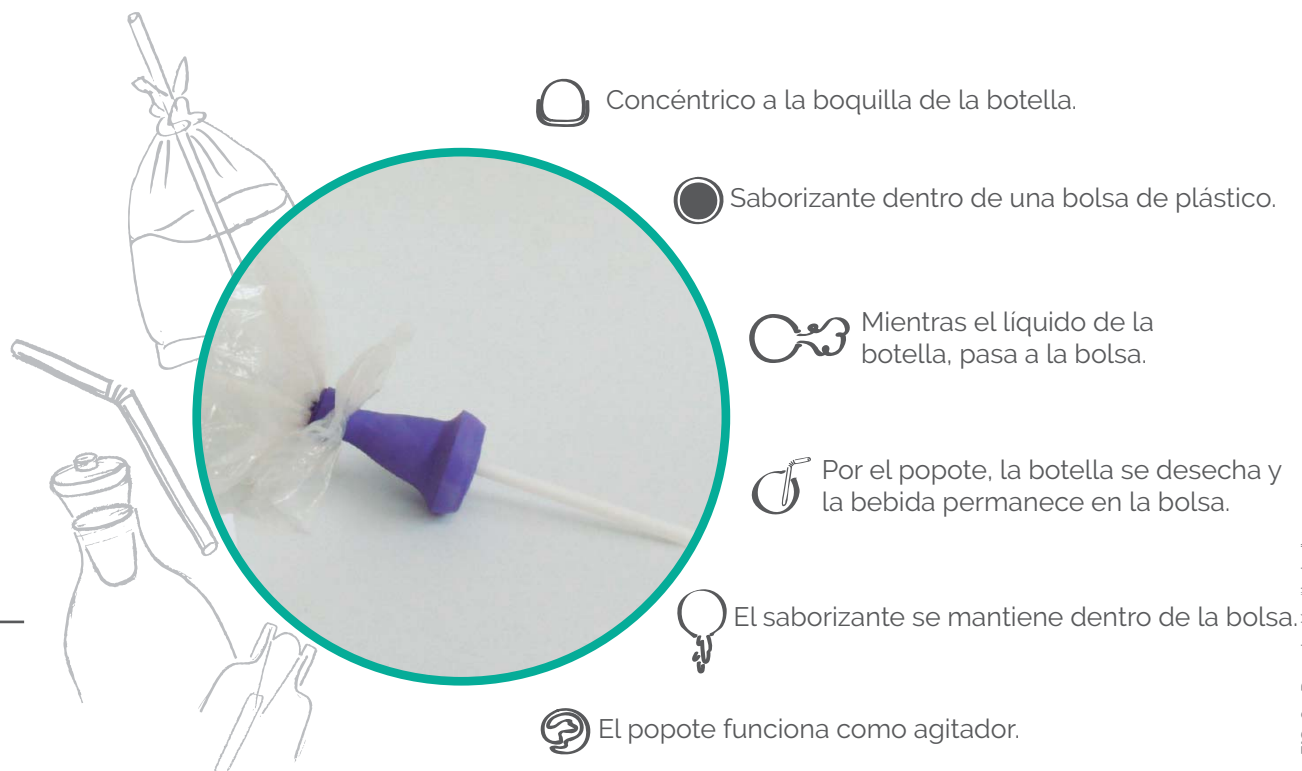 Concéntrico a la boquilla de la botella.
Saborizante dentro de una bolsa de plástico.
Mientras el líquido de la
botella, pasa a la bolsa.
Por el popote, la botella se desecha y
la bebida permanece en la bolsa.
El saborizante se mantiene dentro de la bolsa.
El popote funciona como agitador.